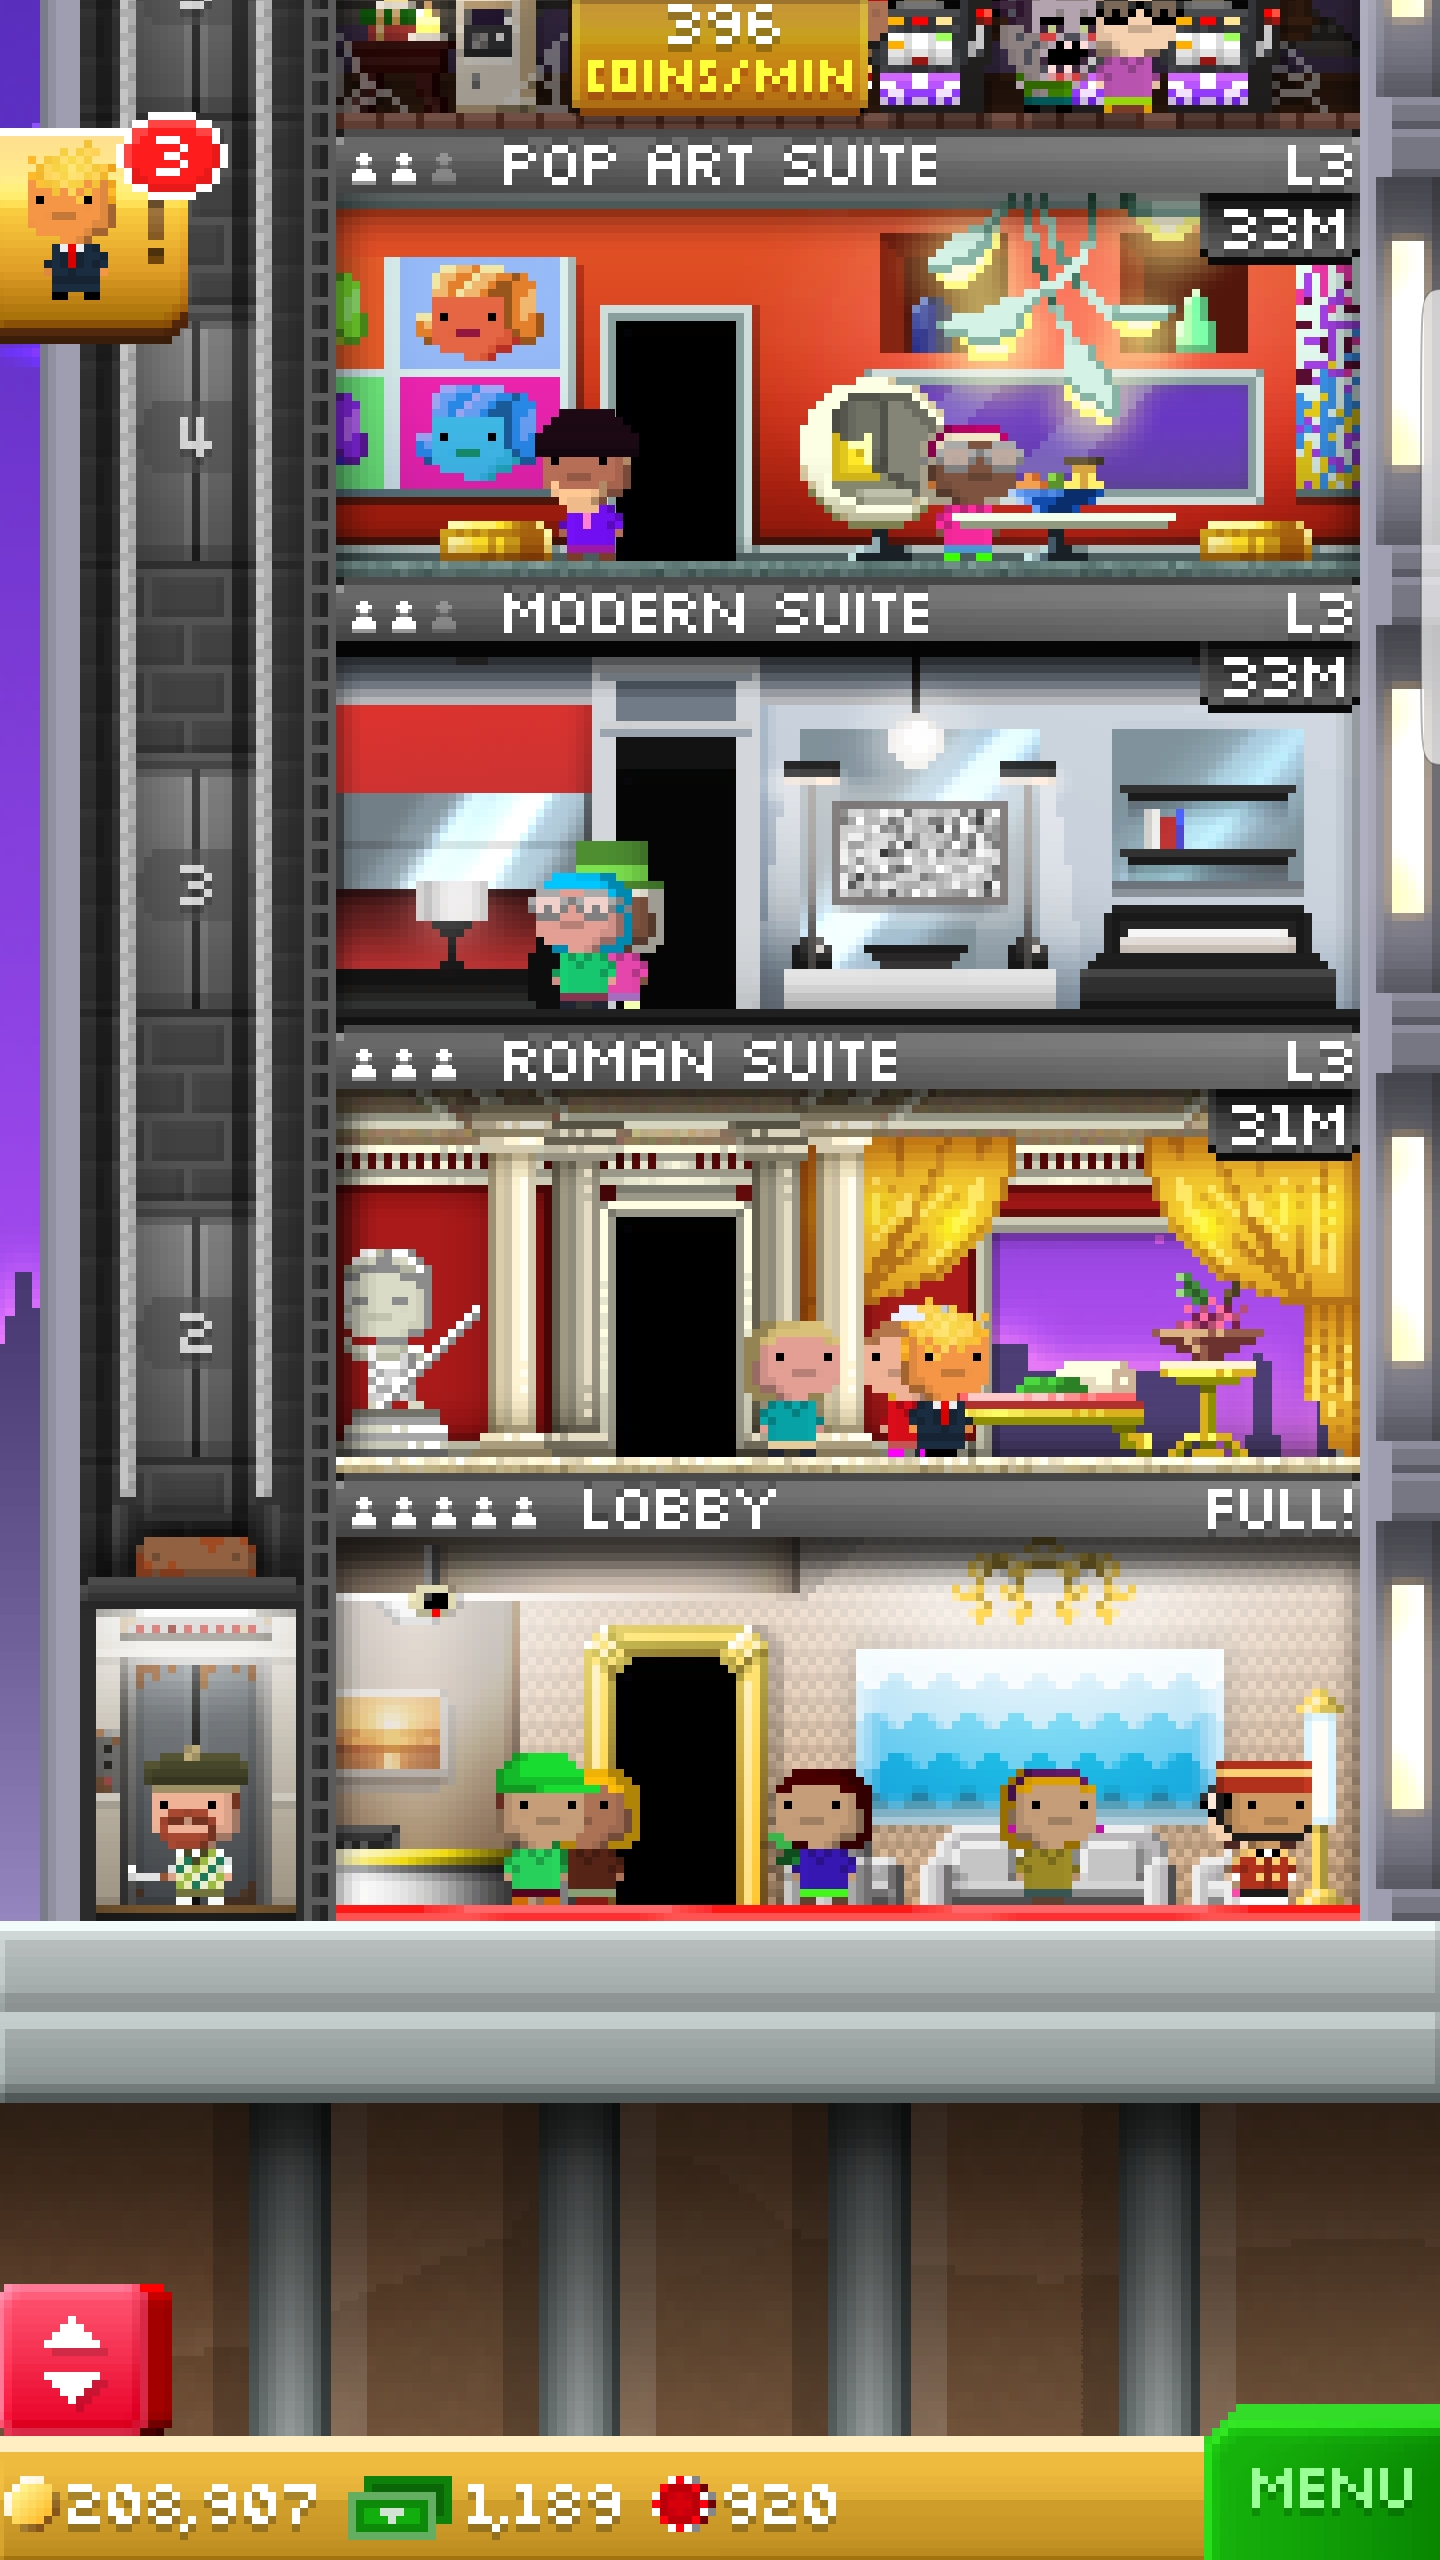 396
COINS/MIN
3
POP ART SUITE L3
33M
4
MODERN SUITE L3
33M
3
ROMAN SUITE L3
31M
2
LOBBY FULL!
208,907 1,189 920 MENU